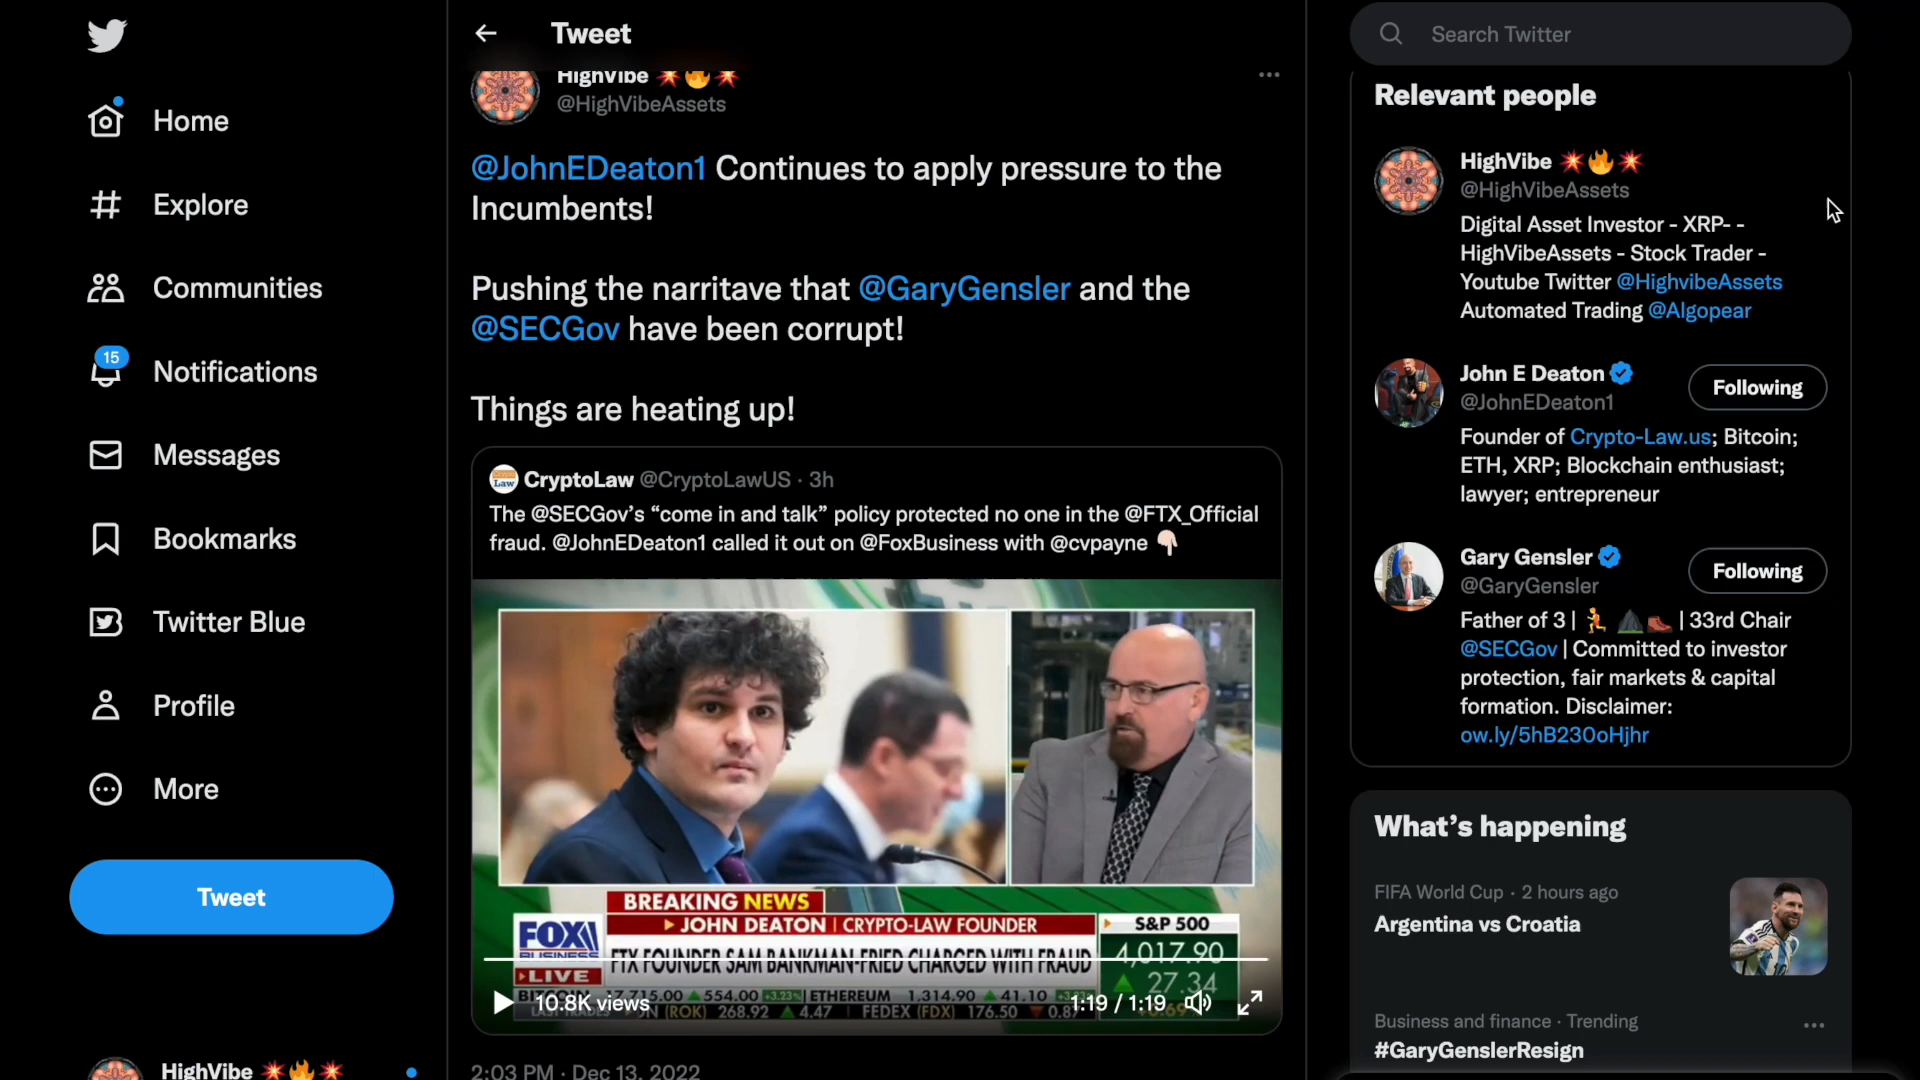 Home
Explore
Communities
15
Notifications
Messages
Bookmarks
Twitter Blue
Profile
More
Tweet
HighVibe
Tweet
HighVibe
@HighVibeAssets
@JohnEDeaton1 Continues to apply pressure to the
Incumbents!
Pushing the narritave that @GaryGensler and the
@SECGov have been corrupt!
Things are heating up!
Law
CryptoLaw @CryptoLawUS · 3h
The @SECGov’s “come in and talk” policy protected no one in the @FTX_Official
fraud. @JohnEDeaton1 called it out on @FoxBusiness with @cvpayne 👇🏻
BREAKING NEWS
JOHN DEATON | CRYPTO-LAW FOUNDER
FOX
BUSINESS
LIVE
FTX FOUNDER SAM BANKMAN-FRIED CHARGED WITH FRAUD
S&P 500
4,017.90
27.34
BITCOIN 17,715.00 ▲ 554.00 +3.23% | ETHEREUM 1,314.90 ▲ 41.10
(ROK) 268.92 ▲ 4.47 FEDEX (FDX) 176.50 ▼ 0.87
10.8K views
1:19 / 1:19
2:03 PM · Dec 13, 2022
Search Twitter
Relevant people
HighVibe 💥🔥💥
@HighVibeAssets
Digital Asset Investor - XRP- -
HighVibeAssets - Stock Trader -
Youtube Twitter @HighvibeAssets
Automated Trading @Algopear
John E Deaton
@JohnEDeaton1
Following
Founder of Crypto-Law.us; Bitcoin;
ETH, XRP; Blockchain enthusiast;
lawyer; entrepreneur
Gary Gensler
@GaryGensler
Following
Father of 3 | 🏃 ⛰️🥾 | 33rd Chair
@SECGov | Committed to investor
protection, fair markets & capital
formation. Disclaimer:
ow.ly/5hB230oHjhr
What’s happening
FIFA World Cup · 2 hours ago
Argentina vs Croatia
Business and finance · Trending
#GaryGenslerResign